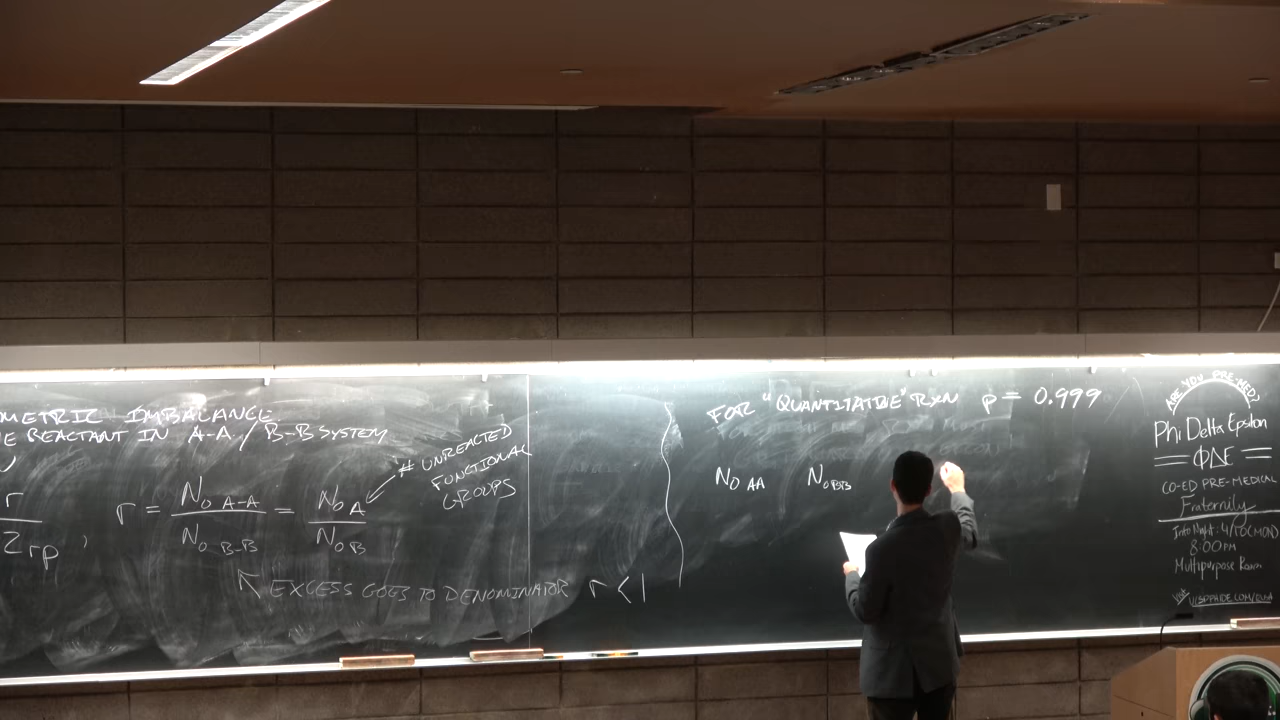 METRIC IMBALANCE
E REACTANT IN A-A / B-B SYSTEM
r
2rp ,
r = N0 A-A / N0 B-B = N0 A / N0 B
# UNREACTED
FUNCTIONAL
GROUPS
EXCESS GOES TO DENOMINATOR r < 1
FOR "QUANTITATIVE" RXN p = 0.999
N0 AA N0 BB
ARE YOU PRE-MED?
Phi Delta Epsilon
ΦΔE
CO-ED PRE-MEDICAL
Fraternity
Info Night: 4/10 (MON)
8:00 PM
Multipurpose Room